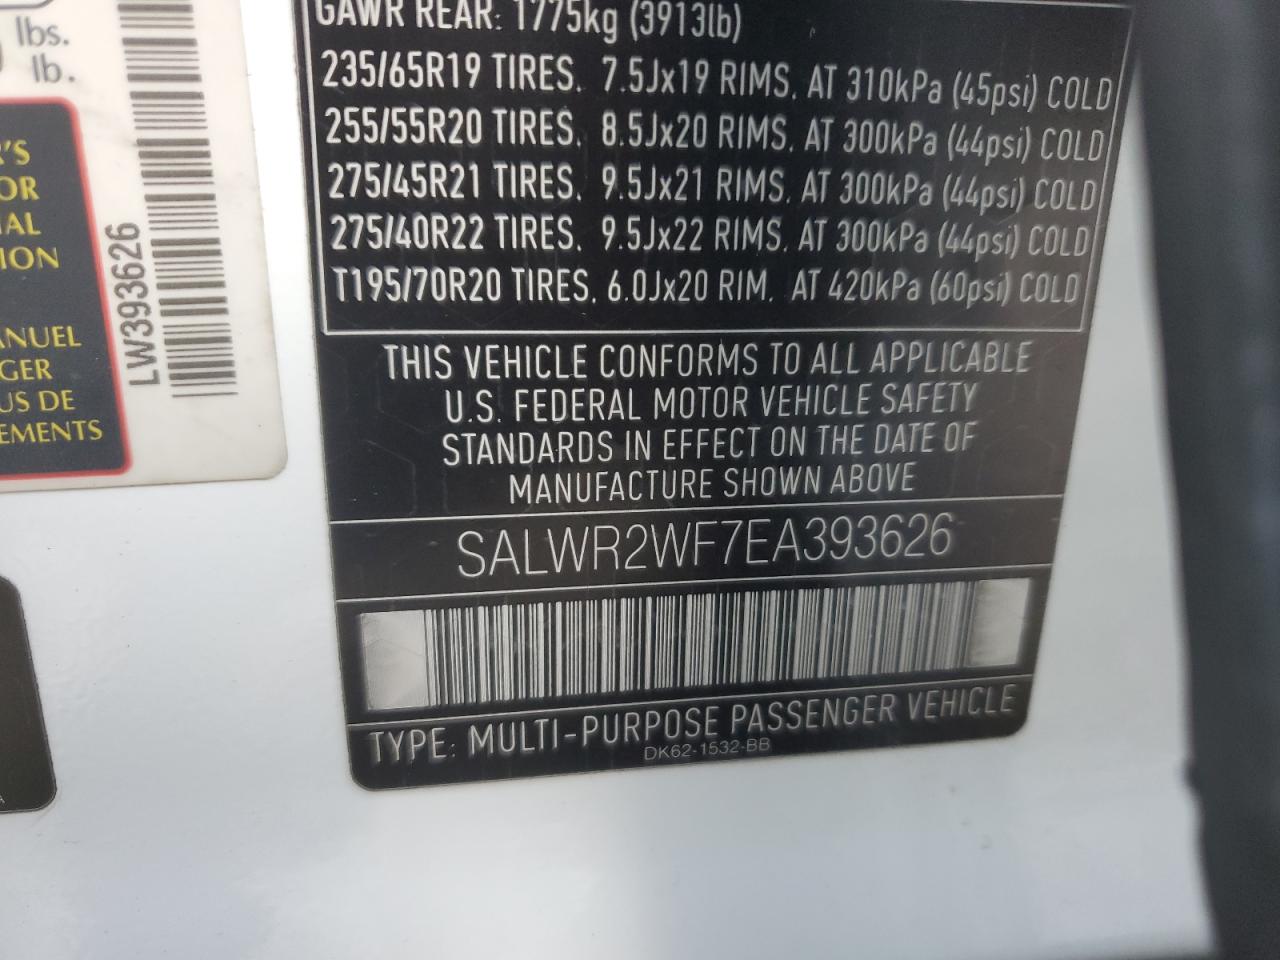 lbs.
lb.
R'S
OR
IAL
ION
ANUEL
GER
US DE
EMENTS
LW393626
GAWR REAR: 1775kg (3913lb)
235/65R19 TIRES. 7.5Jx19 RIMS. AT 310kPa (45psi) COLD
255/55R20 TIRES. 8.5Jx20 RIMS. AT 300kPa (44psi) COLD
275/45R21 TIRES. 9.5Jx21 RIMS. AT 300kPa (44psi) COLD
275/40R22 TIRES. 9.5Jx22 RIMS. AT 300kPa (44psi) COLD
T195/70R20 TIRES. 6.0Jx20 RIM. AT 420kPa (60psi) COLD
THIS VEHICLE CONFORMS TO ALL APPLICABLE
U.S. FEDERAL MOTOR VEHICLE SAFETY
STANDARDS IN EFFECT ON THE DATE OF
MANUFACTURE SHOWN ABOVE
SALWR2WF7EA393626
TYPE: MULTI-PURPOSE PASSENGER VEHICLE
DK62-1532-BB